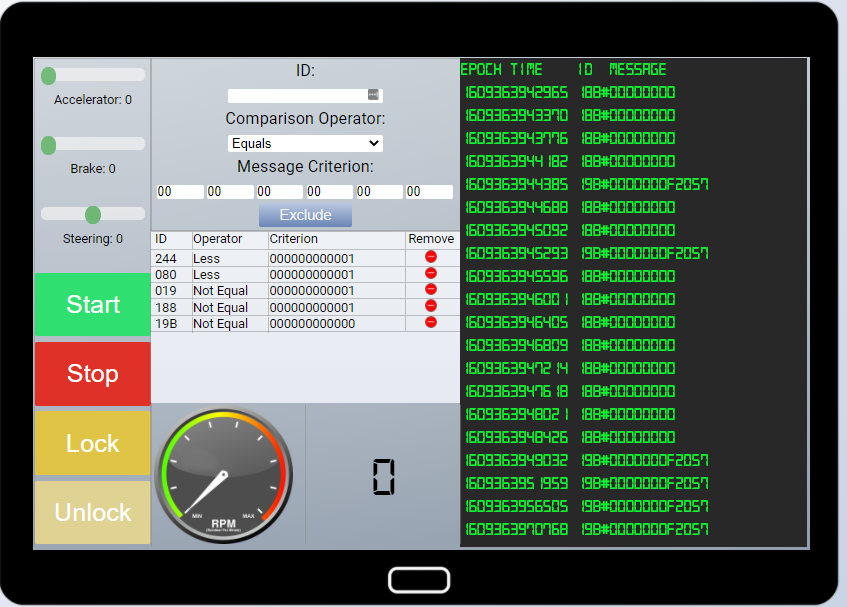 Accelerator: 0
Brake: 0
Steering: 0
Start
Stop
Lock
Unlock
ID:
Comparison Operator:
Equals
Message Criterion:
00 00 00 00 00 00
Exclude
ID Operator Criterion Remove
244 Less 000000000001
080 Less 000000000001
019 Not Equal 000000000001
188 Not Equal 000000000001
19B Not Equal 000000000000
MIN MAX
RPM
0
EPOCH TIME ID MESSAGE
1609363942965 188#00000000
1609363943370 188#00000000
1609363943776 188#00000000
1609363944182 188#00000000
1609363944385 19B#0000000F2057
1609363944688 188#00000000
1609363945092 188#00000000
1609363945293 19B#0000000F2057
1609363945596 188#00000000
1609363946001 188#00000000
1609363946405 188#00000000
1609363946809 188#00000000
1609363947214 188#00000000
1609363947618 188#00000000
1609363948021 188#00000000
1609363948426 188#00000000
1609363949032 19B#0000000F2057
1609363951959 19B#0000000F2057
1609363956505 19B#0000000F2057
1609363970768 19B#0000000F2057